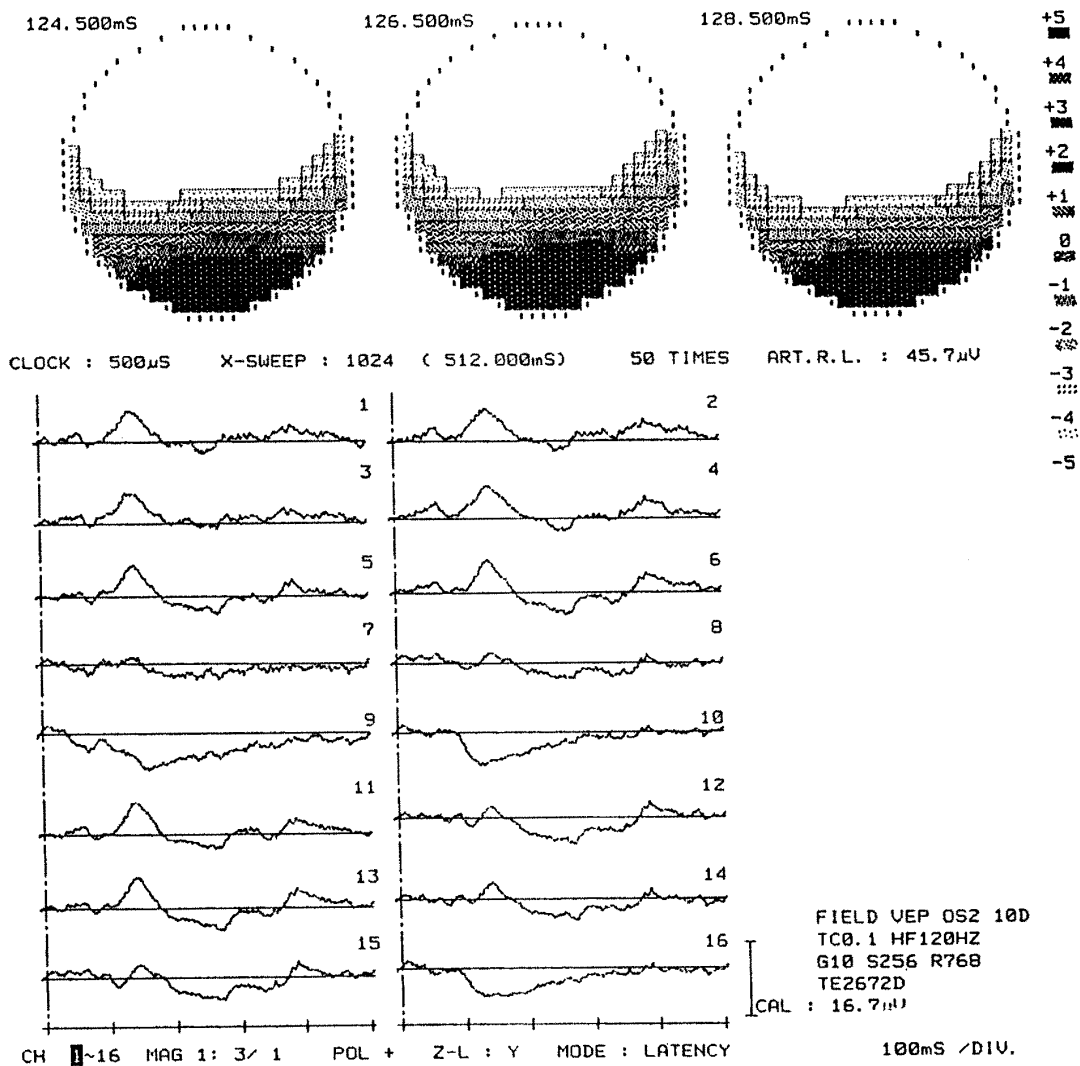 124.500mS
126.500mS
128.500mS
+5
+4
+3
+2
+1
0
-1
-2
-3
-4
-5
CLOCK : 500µS X-SWEEP : 1024 ( 512.000mS) 50 TIMES ART.R.L. : 45.7µV
1
2
3
4
5
6
7
8
9
10
11
12
13
14
15
16
FIELD VEP OS2 10D
TC0.1 HF120HZ
G10 S256 R768
TE2672D
CAL : 16.7µV
CH 1~16 MAG 1: 3/ 1 POL + Z-L : Y MODE : LATENCY 100mS /DIV.